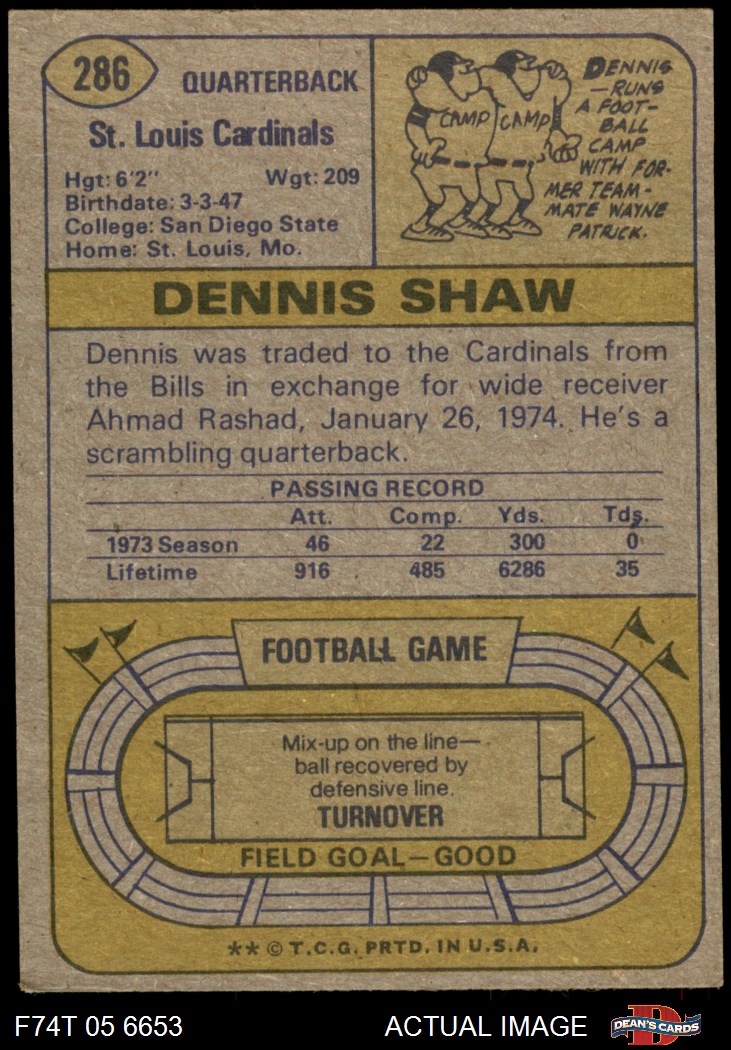 286
QUARTERBACK
St. Louis Cardinals
Hgt: 6'2" Wgt: 209
Birthdate: 3-3-47
College: San Diego State
Home: St. Louis, Mo.
CAMP CAMP
DENNIS
—RUNS
A FOOT-
BALL
CAMP
WITH FOR-
MER TEAM-
MATE WAYNE
PATRICK.
DENNIS SHAW
Dennis was traded to the Cardinals from
the Bills in exchange for wide receiver
Ahmad Rashad, January 26, 1974. He's a
scrambling quarterback.
PASSING RECORD
Att. Comp. Yds. Tds.
1973 Season 46 22 300 0
Lifetime 916 485 6286 35
FOOTBALL GAME
Mix-up on the line—
ball recovered by
defensive line.
TURNOVER
FIELD GOAL—GOOD
** © T.C.G. PRTD. IN U.S.A.
F74T 05 6653 ACTUAL IMAGE
D
DEAN'S CARDS